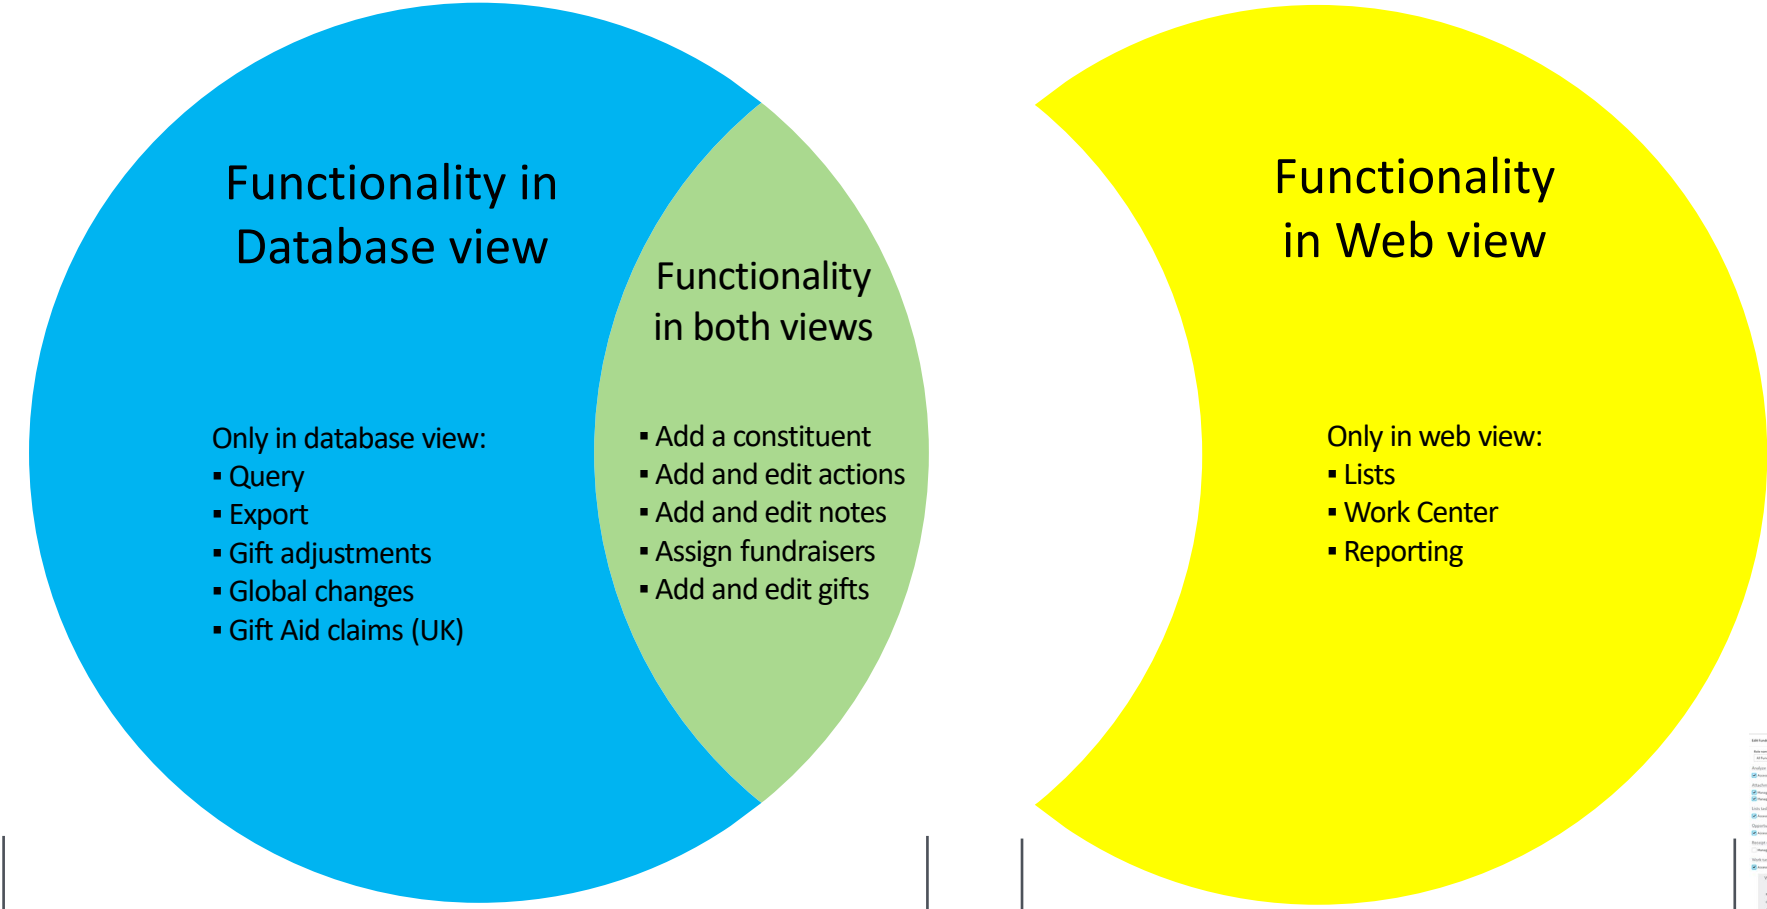 Functionality in
Database view
Only in database view:
▪ Query
▪ Export
▪ Gift adjustments
▪ Global changes
▪ Gift Aid claims (UK)
Functionality
in both views
▪ Add a constituent
▪ Add and edit actions
▪ Add and edit notes
▪ Assign fundraisers
▪ Add and edit gifts
Functionality
in Web view
Only in web view:
▪ Lists
▪ Work Center
▪ Reporting